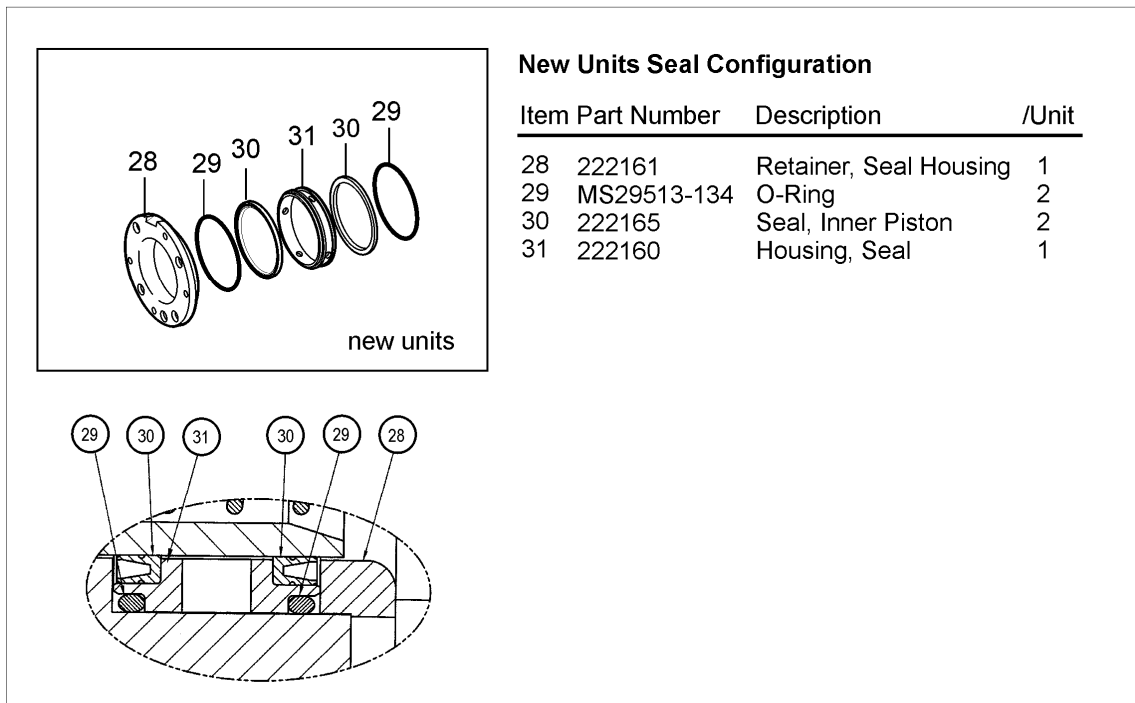 New Units Seal Configuration
Item Part Number Description /Unit
28 222161 Retainer, Seal Housing 1
29 MS29513-134 O-Ring 2
30 222165 Seal, Inner Piston 2
31 222160 Housing, Seal 1
28 29 30 31 30 29
new units
29 30 31 30 29 28